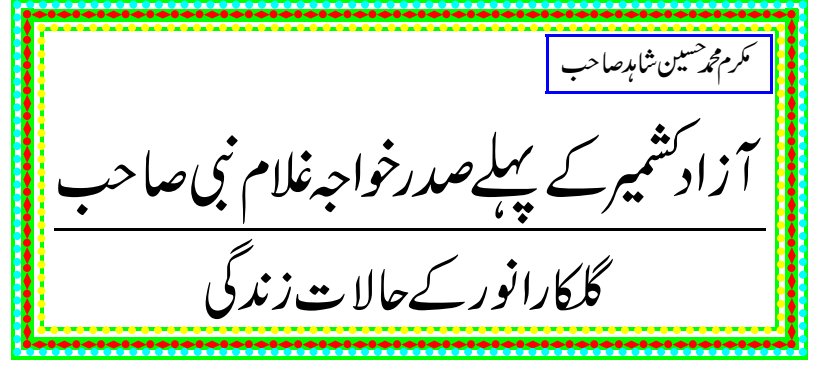 مکرم محمد حسین شاہد صاحب
آزاد کشمیر کے پہلے صدر خواجہ غلام نبی صاحب
گلکار انور کے حالات زندگی